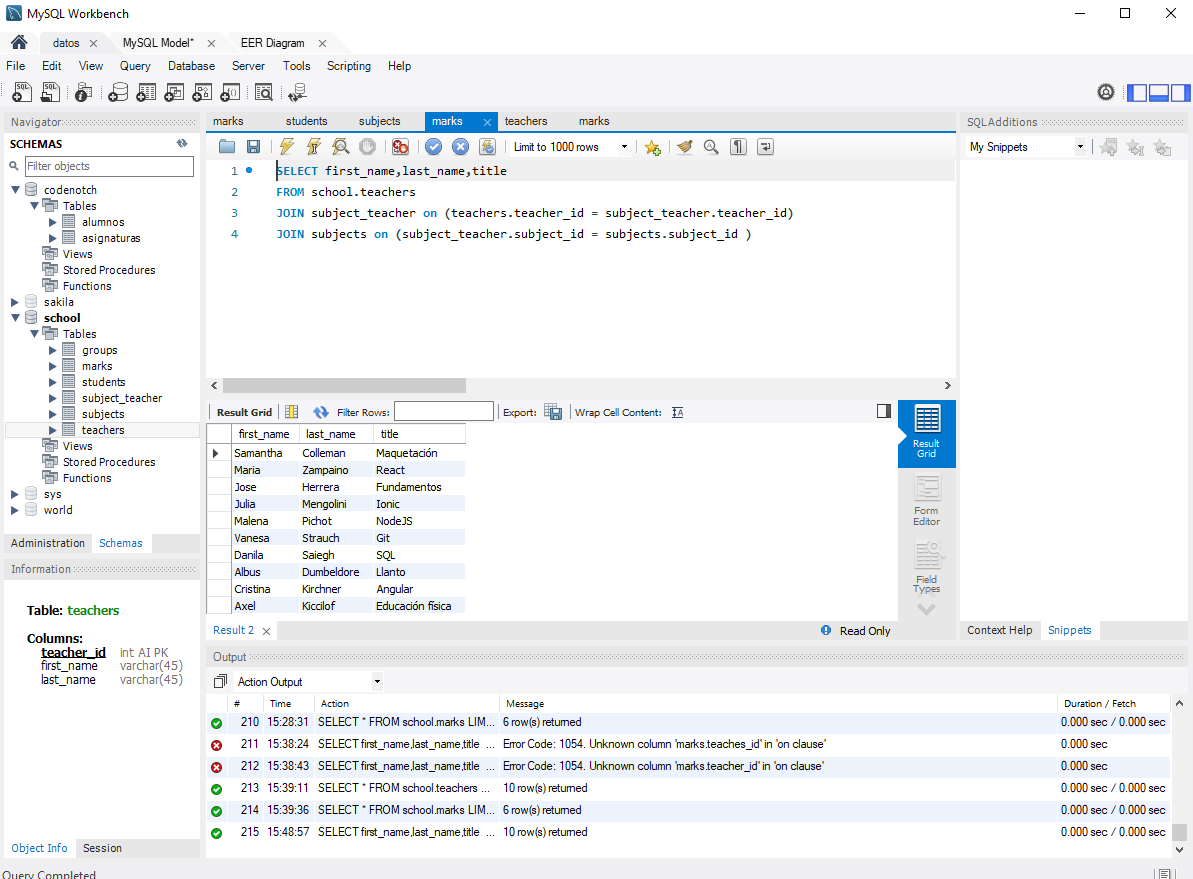 MySQL Workbench
datos
MySQL Model*
EER Diagram
File Edit View Query Database Server Tools Scripting Help
Navigator
SCHEMAS
Filter objects
codenotch
Tables
alumnos
asignaturas
Views
Stored Procedures
Functions
sakila
school
Tables
groups
marks
students
subject_teacher
subjects
teachers
Views
Stored Procedures
Functions
sys
world
Administration Schemas
Information
Table: teachers
Columns:
teacher_id int AI PK
first_name varchar(45)
last_name varchar(45)
Object Info Session
marks students subjects marks teachers marks
Limit to 1000 rows
1 SELECT first_name,last_name,title
2 FROM school.teachers
3 JOIN subject_teacher on (teachers.teacher_id = subject_teacher.teacher_id)
4 JOIN subjects on (subject_teacher.subject_id = subjects.subject_id )
Result Grid Filter Rows: Export: Wrap Cell Content:
first_name last_name title
Samantha Colleman Maquetación
Maria Zampaino React
Jose Herrera Fundamentos
Julia Mengolini Ionic
Malena Pichot NodeJS
Vanesa Strauch Git
Danila Saiegh SQL
Albus Dumbeldore Llanto
Cristina Kirchner Angular
Axel Kiccilof Educación física
Result
Grid
Form
Editor
Field
Types
Result 2 Read Only
SQLAdditions
My Snippets
Context Help Snippets
Output
Action Output
# Time Action Message Duration / Fetch
210 15:28:31 SELECT * FROM school.marks LIM... 6 row(s) returned 0.000 sec / 0.000 sec
211 15:38:24 SELECT first_name,last_name,title ... Error Code: 1054. Unknown column 'marks.teaches_id' in 'on clause' 0.000 sec
212 15:38:43 SELECT first_name,last_name,title ... Error Code: 1054. Unknown column 'marks.teacher_id' in 'on clause' 0.000 sec
213 15:39:11 SELECT * FROM school.teachers ... 10 row(s) returned 0.000 sec / 0.000 sec
214 15:39:36 SELECT * FROM school.marks LIM... 6 row(s) returned 0.000 sec / 0.000 sec
215 15:48:57 SELECT first_name,last_name,title ... 10 row(s) returned 0.000 sec / 0.000 sec
Query Completed